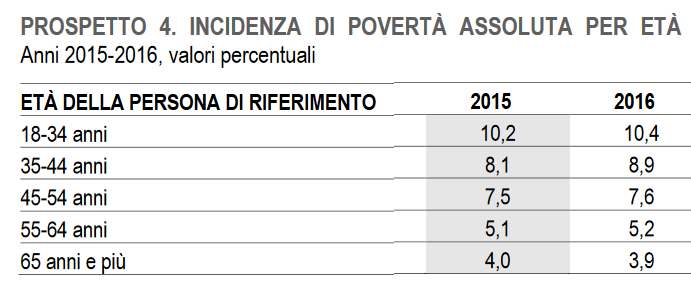 PROSPETTO 4. INCIDENZA DI POVERTÀ ASSOLUTA PER ETÀ
Anni 2015-2016, valori percentuali
ETÀ DELLA PERSONA DI RIFERIMENTO 2015 2016
18-34 anni 10,2 10,4
35-44 anni 8,1 8,9
45-54 anni 7,5 7,6
55-64 anni 5,1 5,2
65 anni e più 4,0 3,9